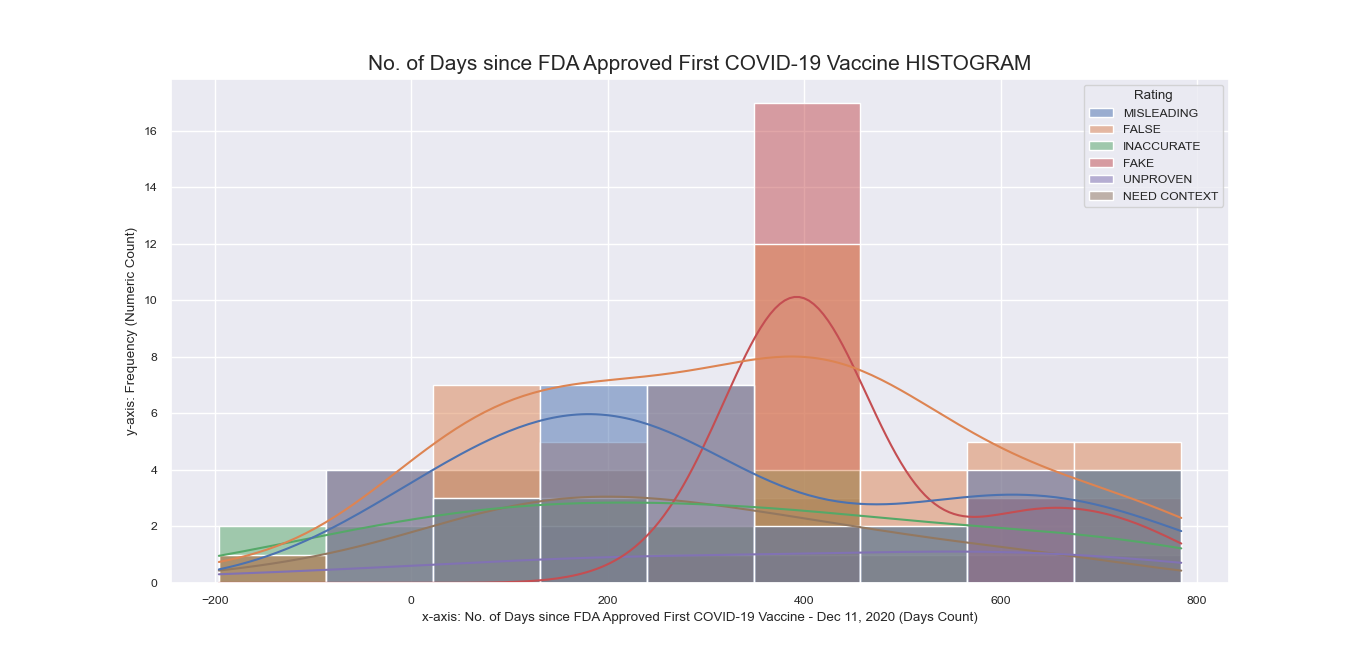 No. of Days since FDA Approved First COVID-19 Vaccine HISTOGRAM
Rating
MISLEADING
FALSE
INACCURATE
FAKE
UNPROVEN
NEED CONTEXT
y-axis: Frequency (Numeric Count)
16
14
12
10
8
6
4
2
0
−200 0 200 400 600 800
x-axis: No. of Days since FDA Approved First COVID-19 Vaccine - Dec 11, 2020 (Days Count)